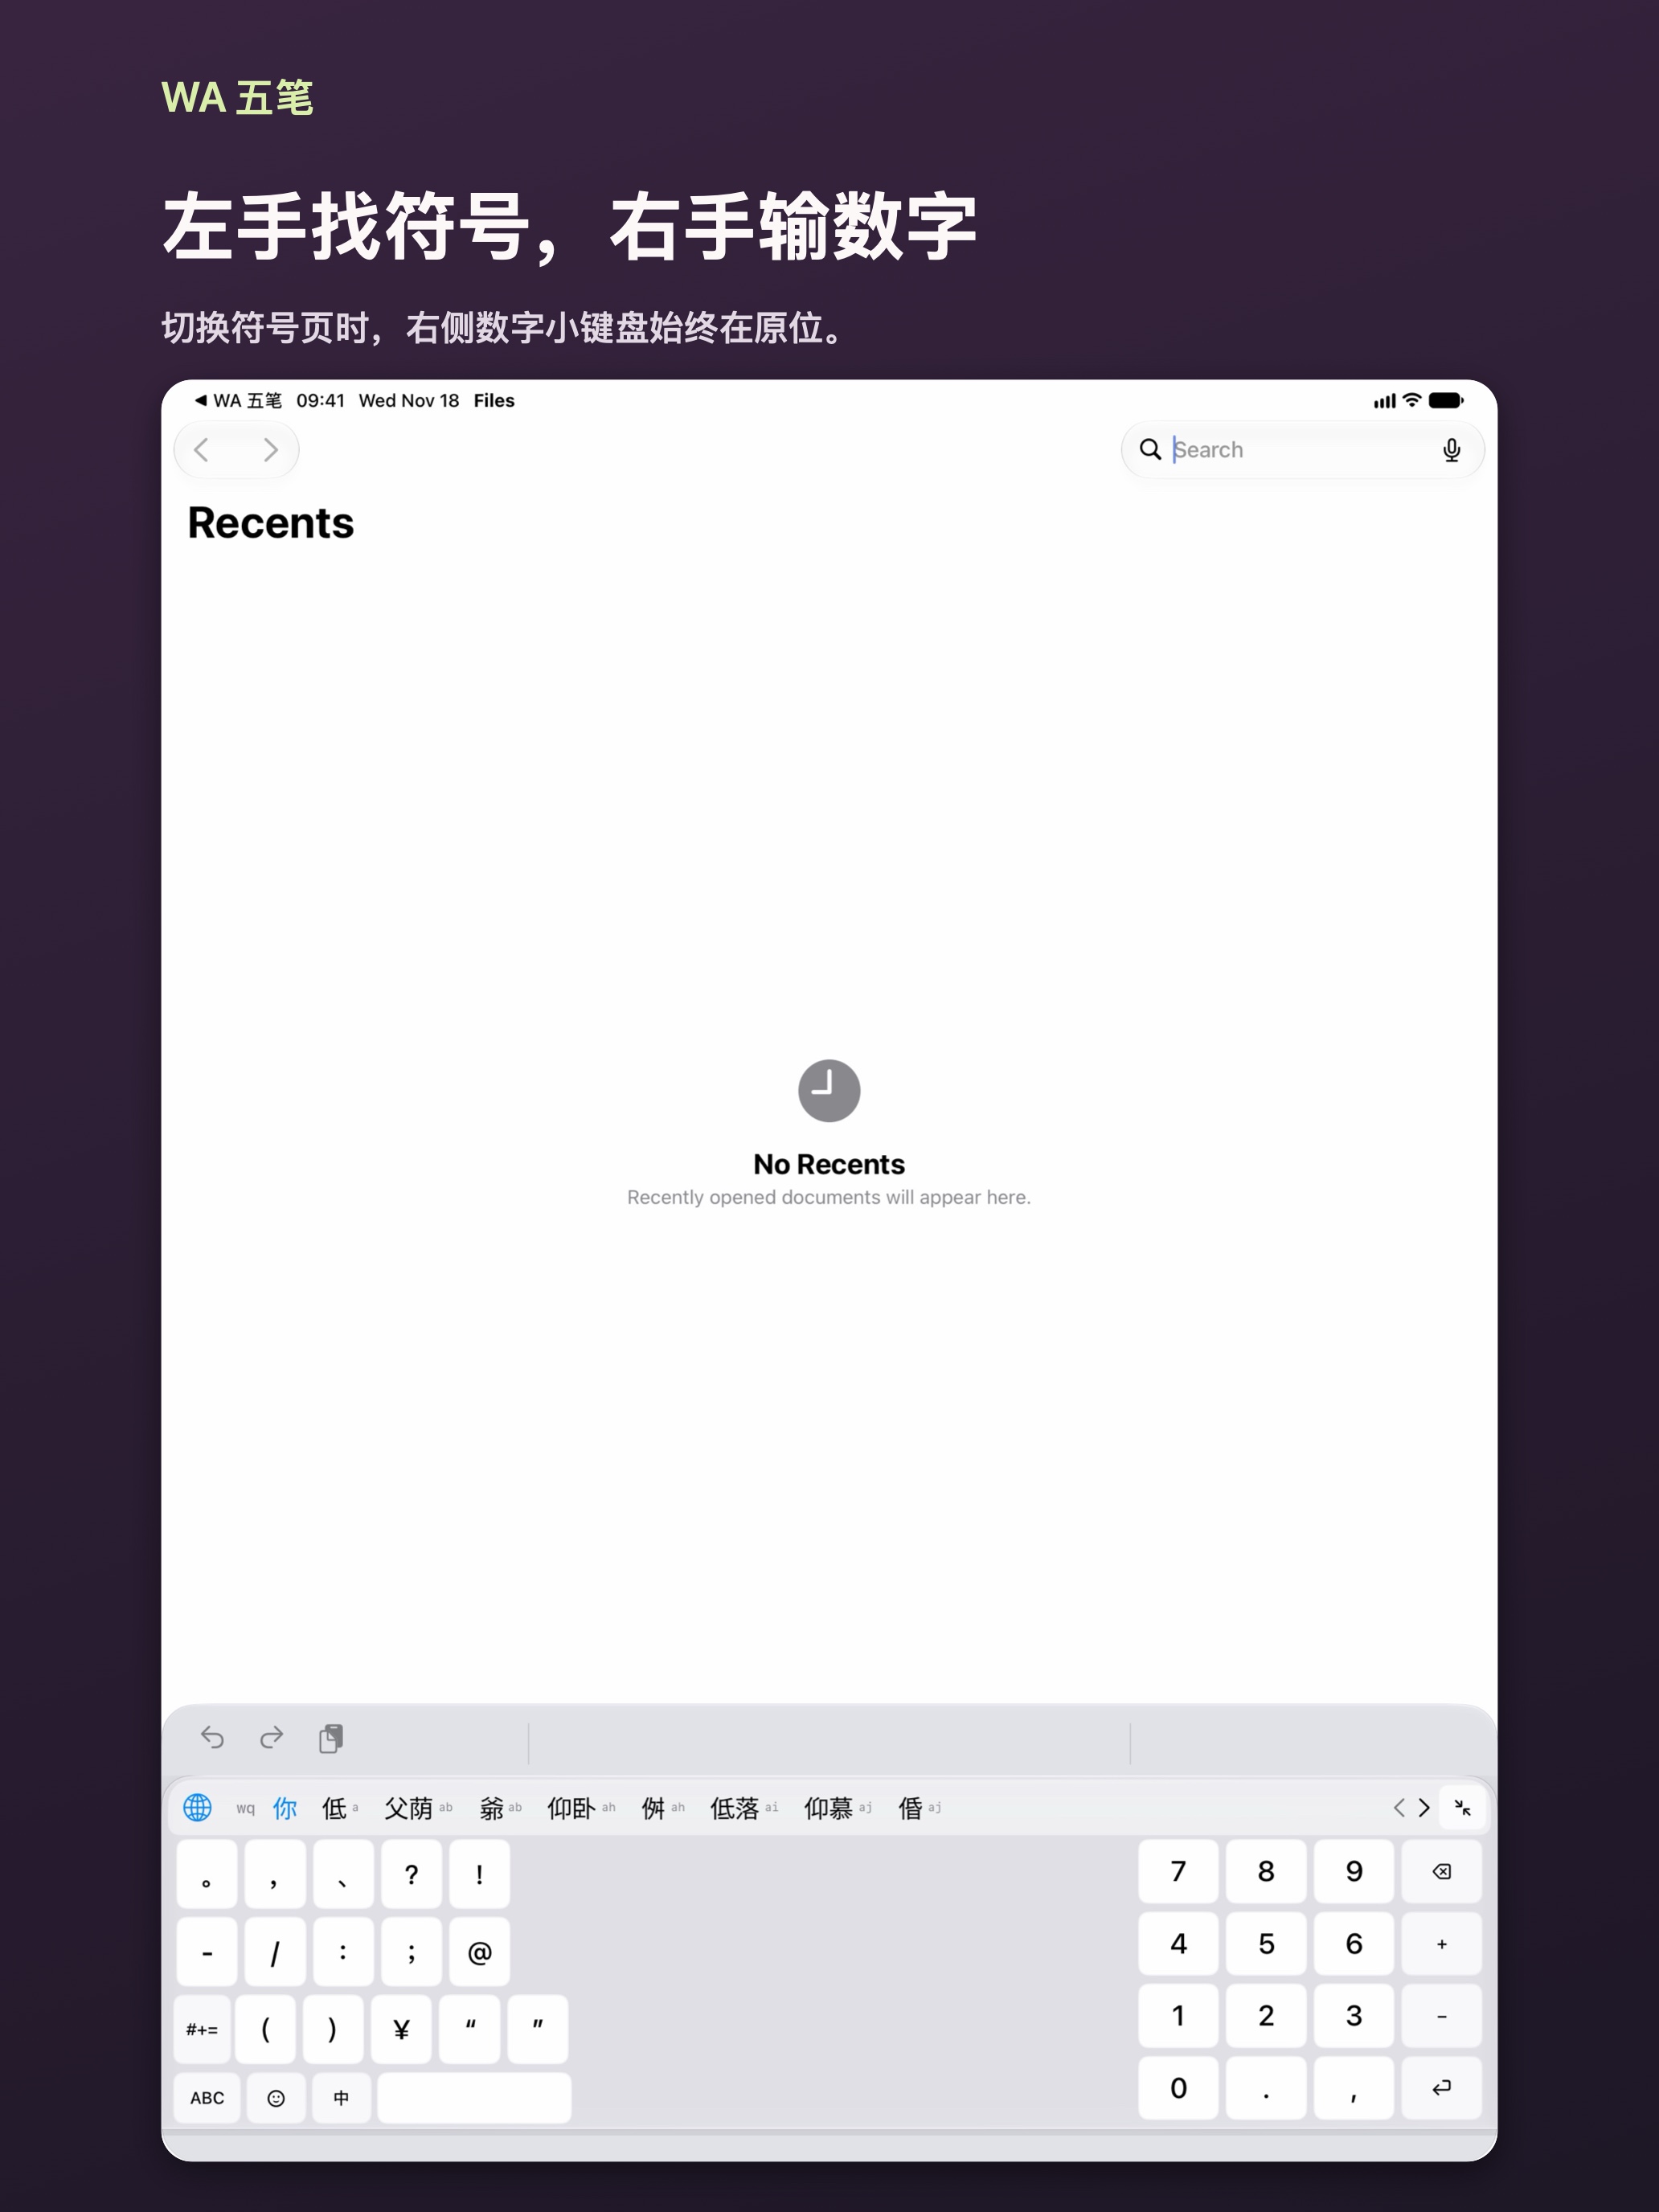 WA 五笔
左手找符号，右手输数字
切换符号页时，右侧数字小键盘始终在原位。
WA 五笔 09:41 Wed Nov 18 Files
Search
Recents
No Recents
Recently opened documents will appear here.
wq 你 低 a 父荫 ab 爺 ab 仰卧 ah 侺 ah 低落 ai 仰慕 aj 偆 aj
。 ， 、 ? ! 7 8 9
- / : ; @ 4 5 6 +
#+= ( ) ¥ “ ” 1 2 3 −
ABC 中 0 . ,